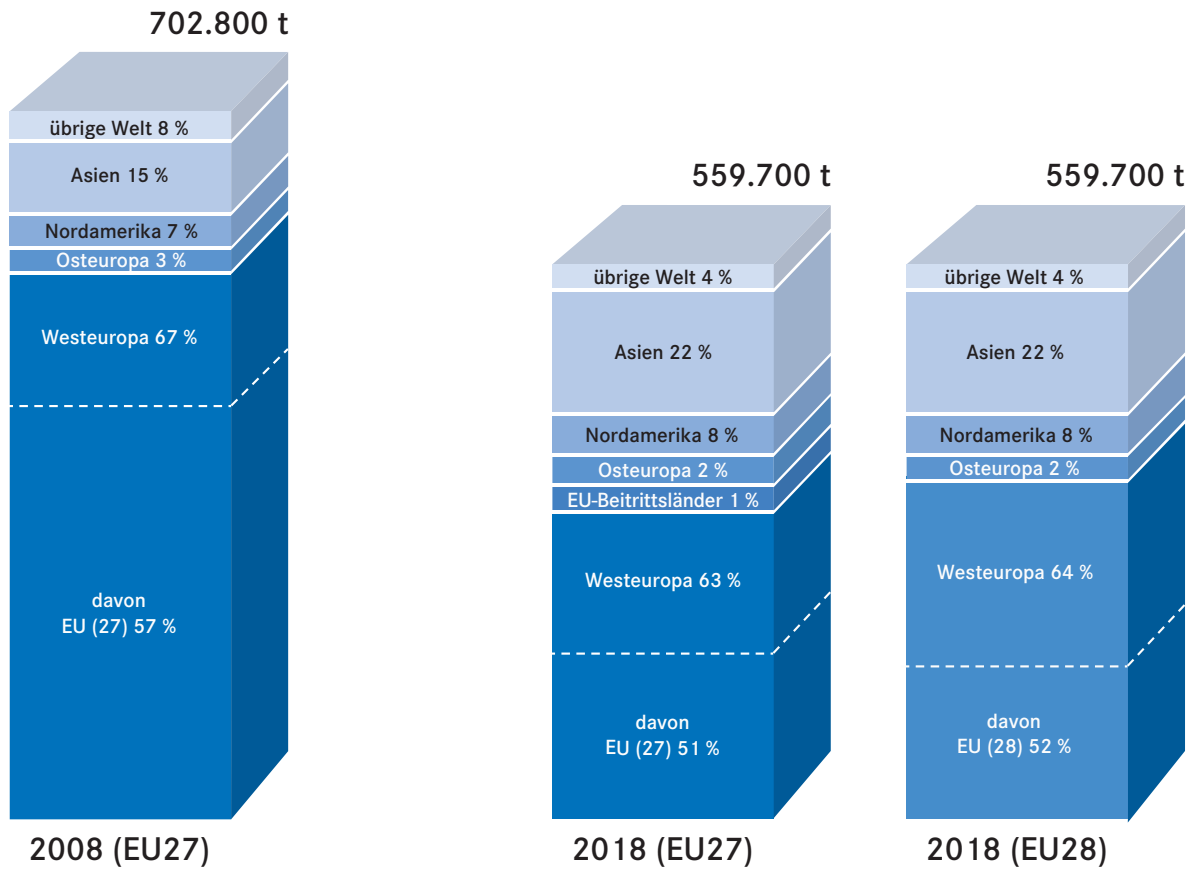 702.800 t
übrige Welt 8 %
Asien 15 %
Nordamerika 7 %
Osteuropa 3 %
Westeuropa 67 %
davon
EU (27) 57 %
2008 (EU27)
559.700 t
übrige Welt 4 %
Asien 22 %
Nordamerika 8 %
Osteuropa 2 %
EU-Beitrittsländer 1 %
Westeuropa 63 %
davon
EU (27) 51 %
2018 (EU27)
559.700 t
übrige Welt 4 %
Asien 22 %
Nordamerika 8 %
Osteuropa 2 %
Westeuropa 64 %
davon
EU (28) 52 %
2018 (EU28)